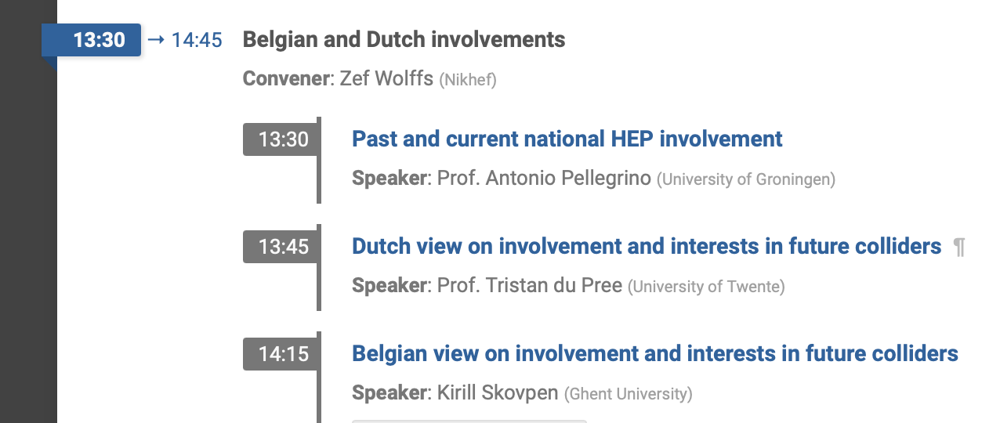 13:30 → 14:45 Belgian and Dutch involvements
Convener: Zef Wolffs (Nikhef)
13:30 Past and current national HEP involvement
Speaker: Prof. Antonio Pellegrino (University of Groningen)
13:45 Dutch view on involvement and interests in future colliders ¶
Speaker: Prof. Tristan du Pree (University of Twente)
14:15 Belgian view on involvement and interests in future colliders
Speaker: Kirill Skovpen (Ghent University)